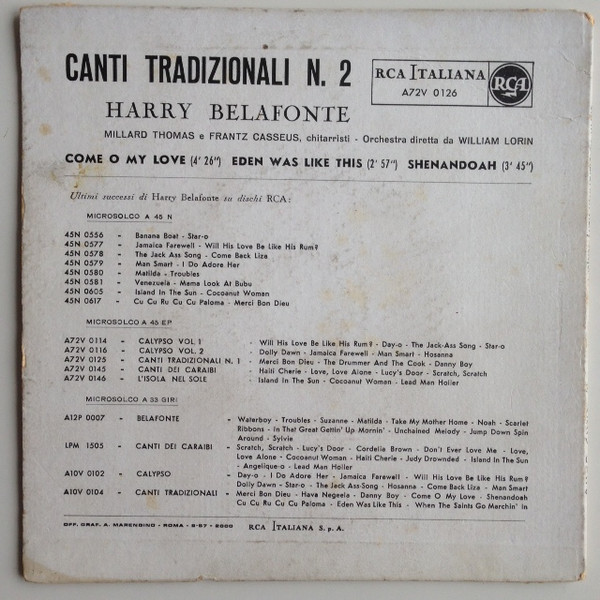 CANTI TRADIZIONALI N. 2
RCA ITALIANA
A72V 0126
RCA
HARRY BELAFONTE
MILLARD THOMAS e FRANTZ CASSEUS, chitarristi - Orchestra diretta da WILLIAM LORIN
COME O MY LOVE (4' 26") EDEN WAS LIKE THIS (2' 57") SHENANDOAH (3' 45")
Ultimi successi di Harry Belafonte su dischi RCA:
MICROSOLCO A 45 N
45N 0556 - Banana Boat - Star-o
45N 0577 - Jamaica Farewell - Will His Love Be Like His Rum?
45N 0578 - The Jack Ass Song - Come Back Liza
45N 0579 - Man Smart - I Do Adore Her
45N 0580 - Matilda - Troubles
45N 0581 - Venezuela - Mama Look At Bubu
45N 0605 - Island In The Sun - Cocoanut Woman
45N 0617 - Cu Cu Ru Cu Cu Paloma - Merci Bon Dieu
MICROSOLCO A 45 EP
A72V 0114 - CALYPSO VOL. 1 - Will His Love Be Like His Rum? - Day-o - The Jack-Ass Song - Star-o
A72V 0116 - CALYPSO VOL. 2 - Dolly Dawn - Jamaica Farewell - Man Smart - Hosanna
A72V 0125 - CANTI TRADIZIONALI N. 1 - Merci Bon Dieu - The Drummer And The Cook - Danny Boy
A72V 0145 - CANTI DEI CARAIBI - Haiti Cherie - Love, Love Alone - Lucy's Door - Scratch, Scratch
A72V 0146 - L'ISOLA NEL SOLE - Island In The Sun - Cocoanut Woman - Lead Man Holler
MICROSOLCO A 33 GIRI
A12P 0007 - BELAFONTE - Waterboy - Troubles - Suzanne - Matilda - Take My Mother Home - Noah - Scarlet
Ribbons - In That Great Gettin' Up Mornin' - Unchained Melody - Jump Down Spin
Around - Sylvie
LPM 1505 - CANTI DEI CARAIBI - Scratch, Scratch - Lucy's Door - Cordelia Brown - Don't Ever Love Me - Love,
Love Alone - Cocoanut Woman - Haiti Cherie - Judy Drownded - Island In The Sun
- Angelique-o - Lead Man Holler
A10V 0102 - CALYPSO - Day-o - I Do Adore Her - Jamaica Farewell - Will His Love Be Like His Rum?
Dolly Dawn - Star-o - The Jack-Ass Song - Hosanna - Come Back Liza - Man Smart
A10V 0104 - CANTI TRADIZIONALI - Merci Bon Dieu - Hava Negeela - Danny Boy - Come O My Love - Shenandoah
Cu Cu Ru Cu Cu Paloma - Eden Was Like This - When The Saints Go Marchin' In
OFF. GRAF. A. MARENGINO - ROMA - 8-57 - 5000 RCA ITALIANA S. p. A.